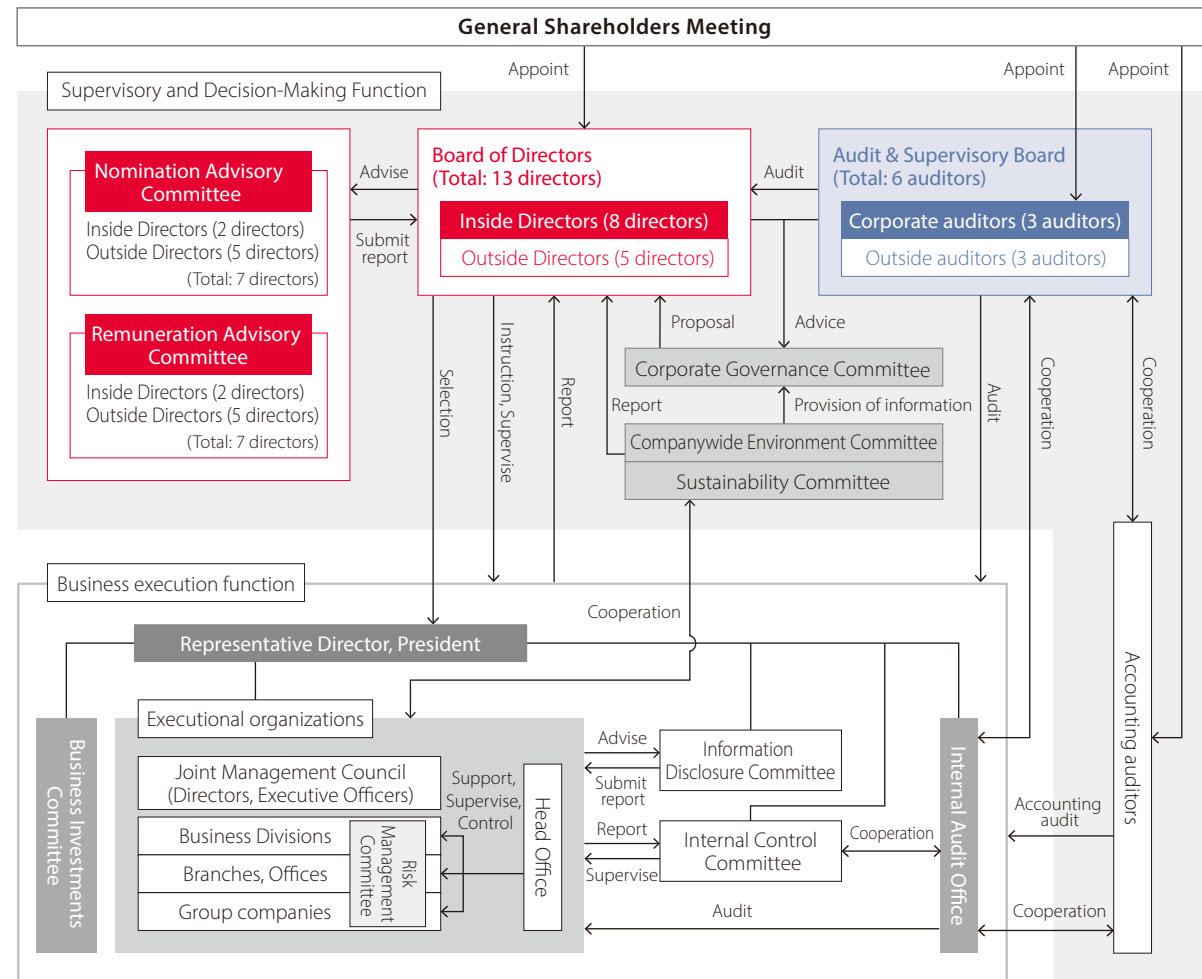 General Shareholders Meeting
Appoint
Appoint
Appoint
Supervisory and Decision-Making Function
Nomination Advisory
Committee
Inside Directors (2 directors)
Outside Directors (5 directors)
(Total: 7 directors)
Remuneration Advisory
Committee
Inside Directors (2 directors)
Outside Directors (5 directors)
(Total: 7 directors)
Advise
Submit
report
Board of Directors
(Total: 13 directors)
Inside Directors (8 directors)
Outside Directors (5 directors)
Audit
Audit & Supervisory Board
(Total: 6 auditors)
Corporate auditors (3 auditors)
Outside auditors (3 auditors)
Selection
Instruction, Supervise
Report
Proposal
Advice
Corporate Governance Committee
Report
Provision of information
Companywide Environment Committee
Sustainability Committee
Audit
Cooperation
Cooperation
Business execution function
Cooperation
Representative Director, President
Business Investments
Committee
Executional organizations
Joint Management Council
(Directors, Executive Officers)
Business Divisions
Branches, Offices
Group companies
Risk
Management
Committee
Support,
Supervise,
Control
Head Office
Advise
Submit
report
Information
Disclosure Committee
Report
Supervise
Internal Control
Committee
Cooperation
Audit
Internal Audit Office
Accounting
audit
Cooperation
Accounting auditors